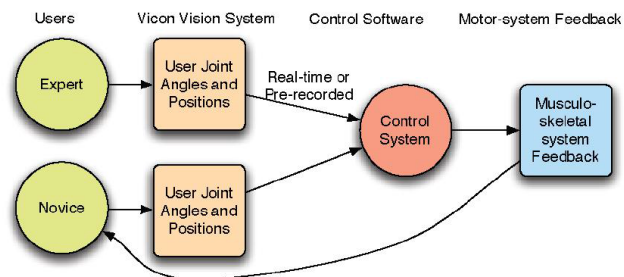 Users
Vicon Vision System
Control Software
Motor-system Feedback
Expert
User Joint
Angles and
Positions
Real-time or
Pre-recorded
Control
System
Musculo-
skeletal
system
Feedback
Novice
User Joint
Angles and
Positions